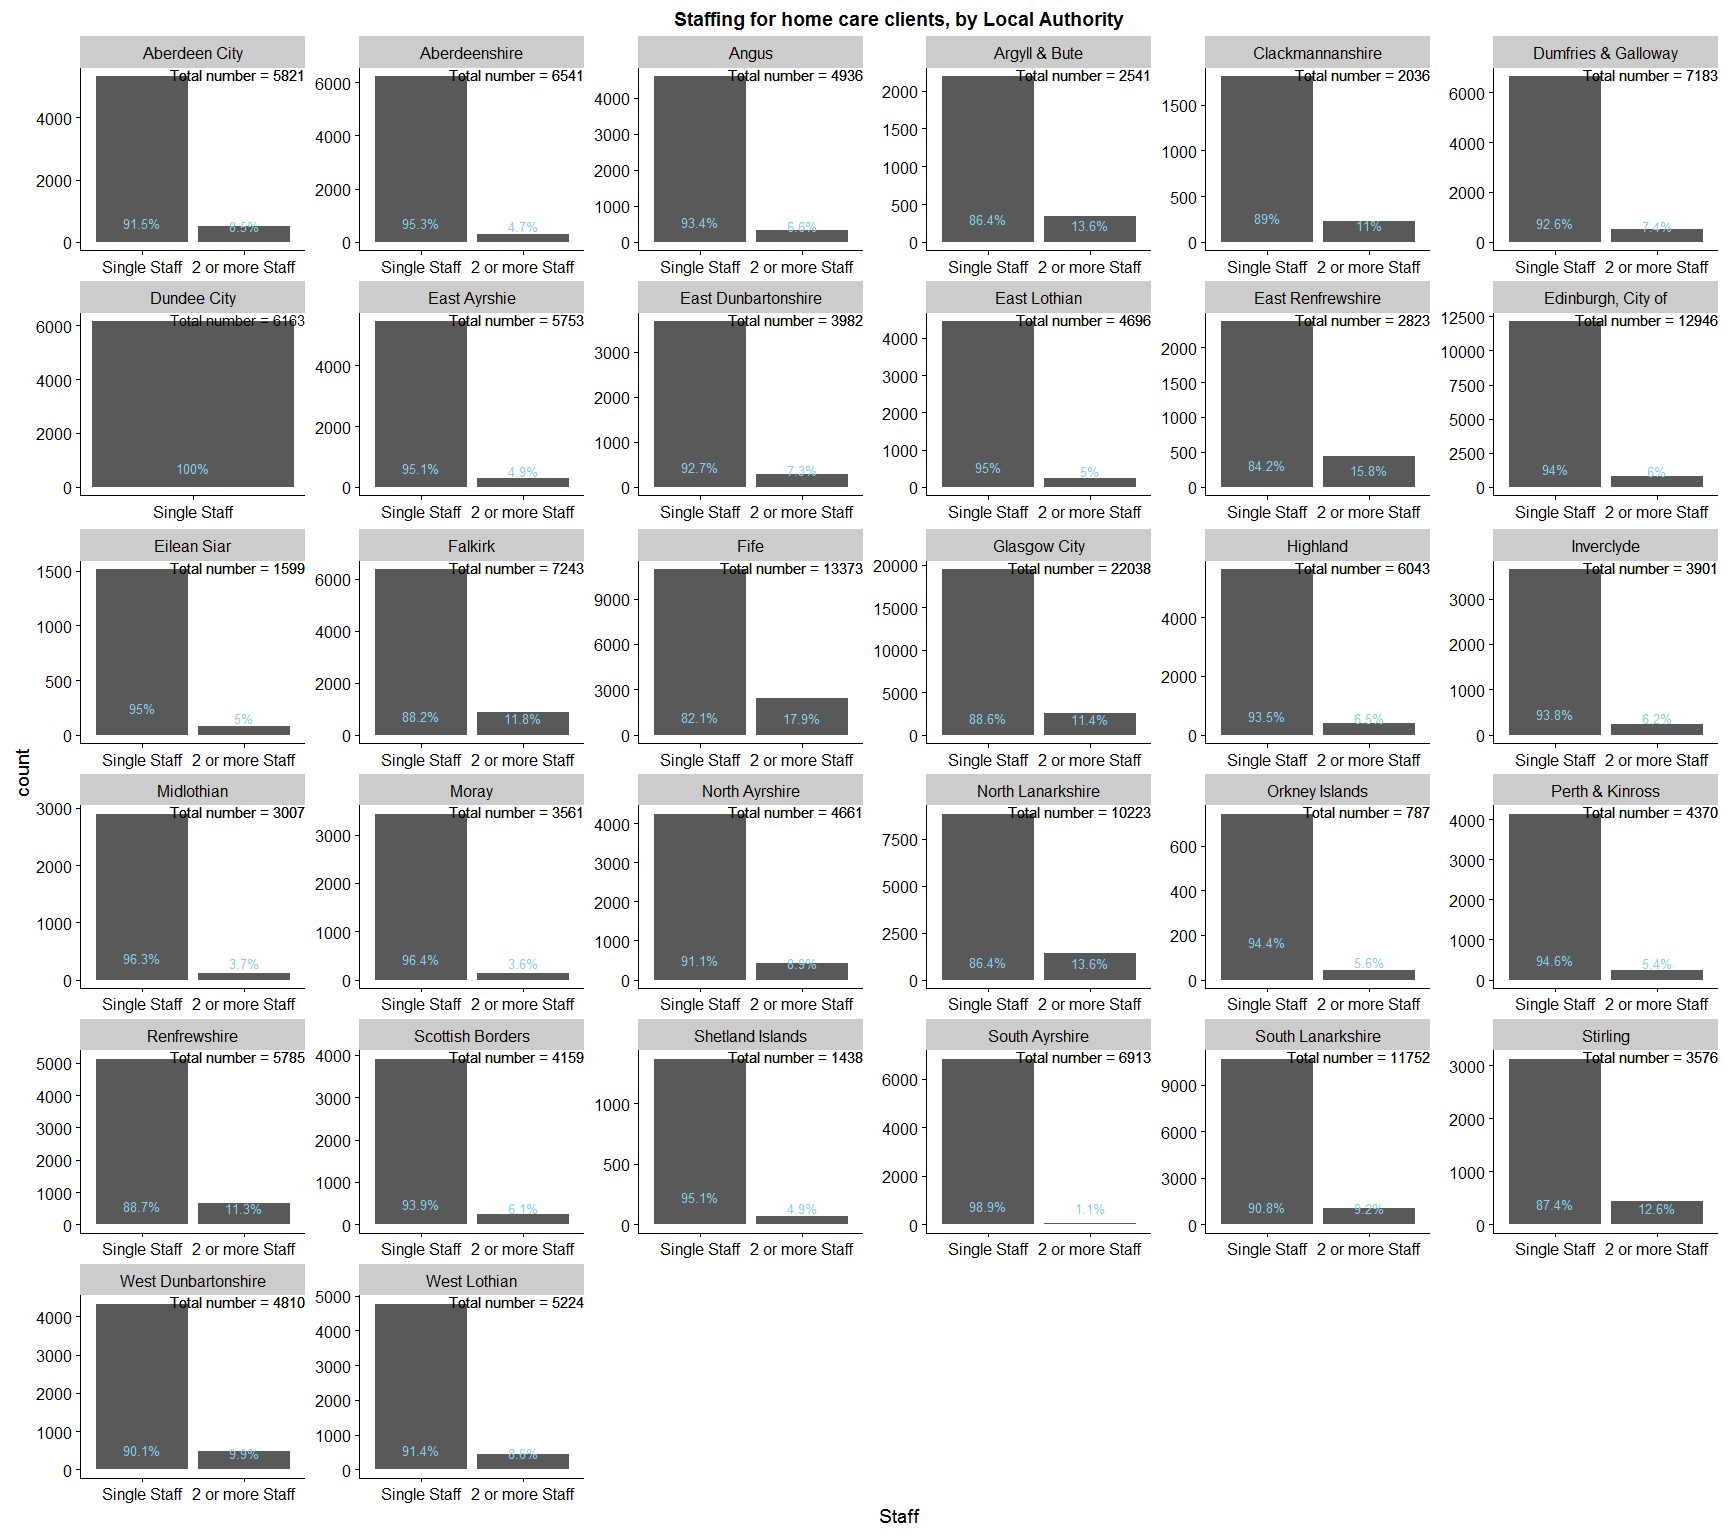 Staffing for home care clients, by Local Authority
Aberdeen City
Total number = 5821
4000
2000
0
91.5%
8.5%
Single Staff
2 or more Staff
Aberdeenshire
Total number = 6541
6000
4000
2000
0
95.3%
4.7%
Single Staff
2 or more Staff
Angus
Total number = 4936
4000
3000
2000
1000
0
93.4%
6.6%
Single Staff
2 or more Staff
Argyll & Bute
Total number = 2541
2000
1500
1000
500
0
86.4%
13.6%
Single Staff
2 or more Staff
Clackmannanshire
Total number = 2036
1500
1000
500
0
89%
11%
Single Staff
2 or more Staff
Dumfries & Galloway
Total number = 7183
6000
4000
2000
0
92.6%
7.4%
Single Staff
2 or more Staff
Dundee City
Total number = 6163
6000
4000
2000
0
100%
Single Staff
East Ayrshie
Total number = 5753
4000
2000
0
95.1%
4.9%
Single Staff
2 or more Staff
East Dunbartonshire
Total number = 3982
3000
2000
1000
0
92.7%
7.3%
Single Staff
2 or more Staff
East Lothian
Total number = 4696
4000
3000
2000
1000
0
95%
5%
Single Staff
2 or more Staff
East Renfrewshire
Total number = 2823
2000
1500
1000
500
0
84.2%
15.8%
Single Staff
2 or more Staff
Edinburgh, City of
Total number = 12946
12500
10000
7500
5000
2500
0
94%
6%
Single Staff
2 or more Staff
Eilean Siar
Total number = 1599
1500
1000
500
0
95%
5%
Single Staff
2 or more Staff
Falkirk
Total number = 7243
6000
4000
2000
0
88.2%
11.8%
Single Staff
2 or more Staff
Fife
Total number = 13373
9000
6000
3000
0
82.1%
17.9%
Single Staff
2 or more Staff
Glasgow City
Total number = 22038
20000
15000
10000
5000
0
88.6%
11.4%
Single Staff
2 or more Staff
Highland
Total number = 6043
4000
2000
0
93.5%
6.5%
Single Staff
2 or more Staff
Inverclyde
Total number = 3901
3000
2000
1000
0
93.8%
6.2%
Single Staff
2 or more Staff
count
Midlothian
Total number = 3007
3000
2000
1000
0
96.3%
3.7%
Single Staff
2 or more Staff
Moray
Total number = 3561
3000
2000
1000
0
96.4%
3.6%
Single Staff
2 or more Staff
North Ayrshire
Total number = 4661
4000
3000
2000
1000
0
91.1%
8.9%
Single Staff
2 or more Staff
North Lanarkshire
Total number = 10223
7500
5000
2500
0
86.4%
13.6%
Single Staff
2 or more Staff
Orkney Islands
Total number = 787
600
400
200
0
94.4%
5.6%
Single Staff
2 or more Staff
Perth & Kinross
Total number = 4370
4000
3000
2000
1000
0
94.6%
5.4%
Single Staff
2 or more Staff
Renfrewshire
Total number = 5785
5000
4000
3000
2000
1000
0
88.7%
11.3%
Single Staff
2 or more Staff
Scottish Borders
Total number = 4159
4000
3000
2000
1000
0
93.9%
6.1%
Single Staff
2 or more Staff
Shetland Islands
Total number = 1438
1000
500
0
95.1%
4.9%
Single Staff
2 or more Staff
South Ayrshire
Total number = 6913
6000
4000
2000
0
98.9%
1.1%
Single Staff
2 or more Staff
South Lanarkshire
Total number = 11752
9000
6000
3000
0
90.8%
9.2%
Single Staff
2 or more Staff
Stirling
Total number = 3576
3000
2000
1000
0
87.4%
12.6%
Single Staff
2 or more Staff
West Dunbartonshire
Total number = 4810
4000
3000
2000
1000
0
90.1%
9.9%
Single Staff
2 or more Staff
West Lothian
Total number = 5224
5000
4000
3000
2000
1000
0
91.4%
8.6%
Single Staff
2 or more Staff
Staff